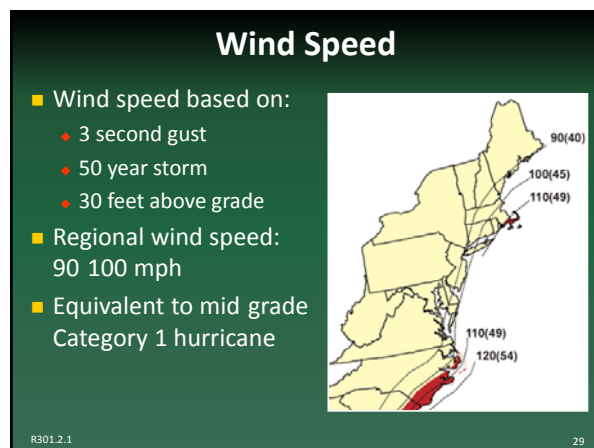 Wind Speed
Wind speed based on:
3 second gust
50 year storm
30 feet above grade
Regional wind speed:
90 100 mph
Equivalent to mid grade
Category 1 hurricane
90(40)
100(45)
110(49)
110(49)
120(54)
R301.2.1
29